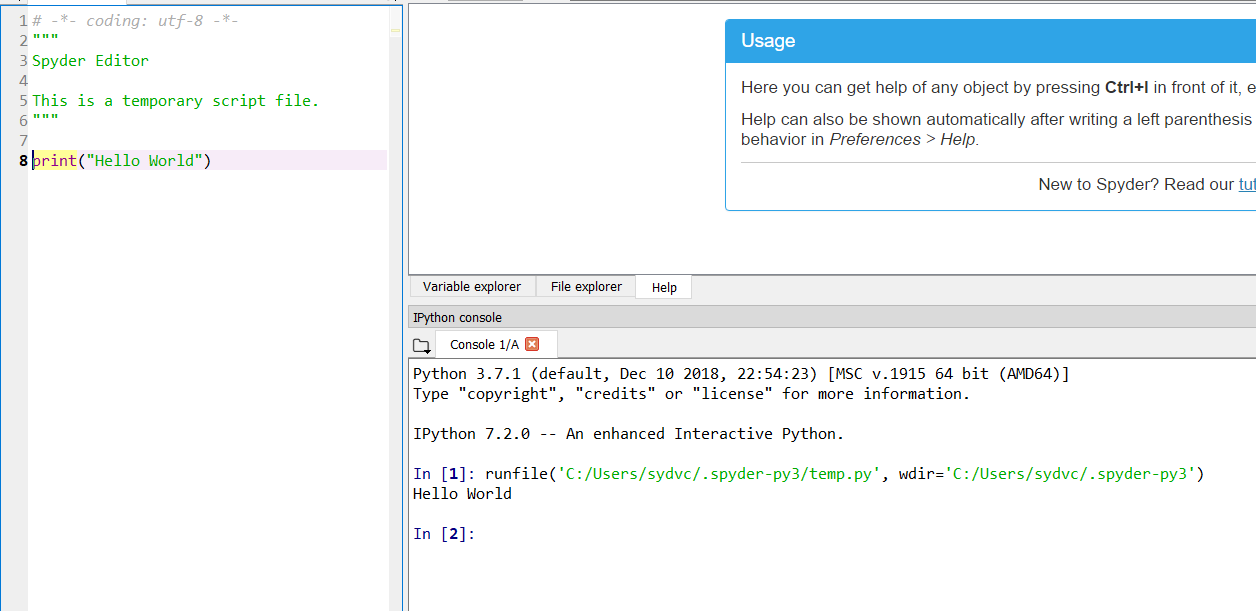 1 # -*- coding: utf-8 -*-
2 """
3 Spyder Editor
4
5 This is a temporary script file.
6 """
7
8 print("Hello World")
Usage
Here you can get help of any object by pressing Ctrl+I in front of it, e
Help can also be shown automatically after writing a left parenthesis
behavior in Preferences > Help.
New to Spyder? Read our tut
Variable explorer File explorer Help
IPython console
Console 1/A
Python 3.7.1 (default, Dec 10 2018, 22:54:23) [MSC v.1915 64 bit (AMD64)]
Type "copyright", "credits" or "license" for more information.
IPython 7.2.0 -- An enhanced Interactive Python.
In [1]: runfile('C:/Users/sydvc/.spyder-py3/temp.py', wdir='C:/Users/sydvc/.spyder-py3')
Hello World
In [2]: